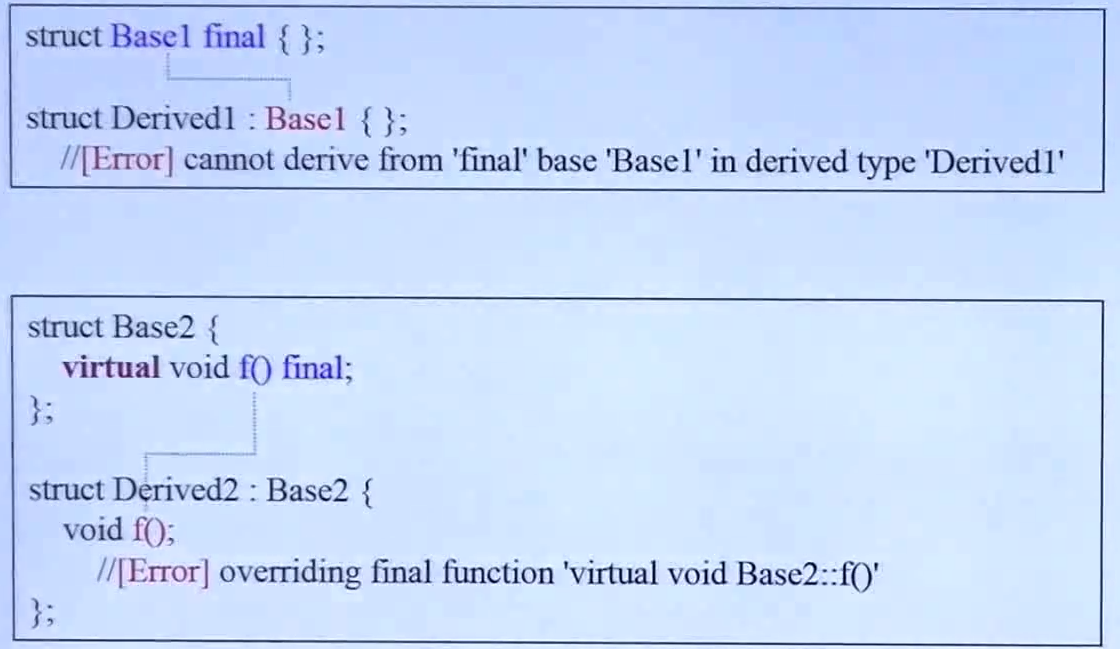 struct Base1 final { };
struct Derived1 : Base1 { };
//[Error] cannot derive from 'final' base 'Base1' in derived type 'Derived1'
struct Base2 {
virtual void f() final;
};
struct Derived2 : Base2 {
void f();
//[Error] overriding final function 'virtual void Base2::f()'
};